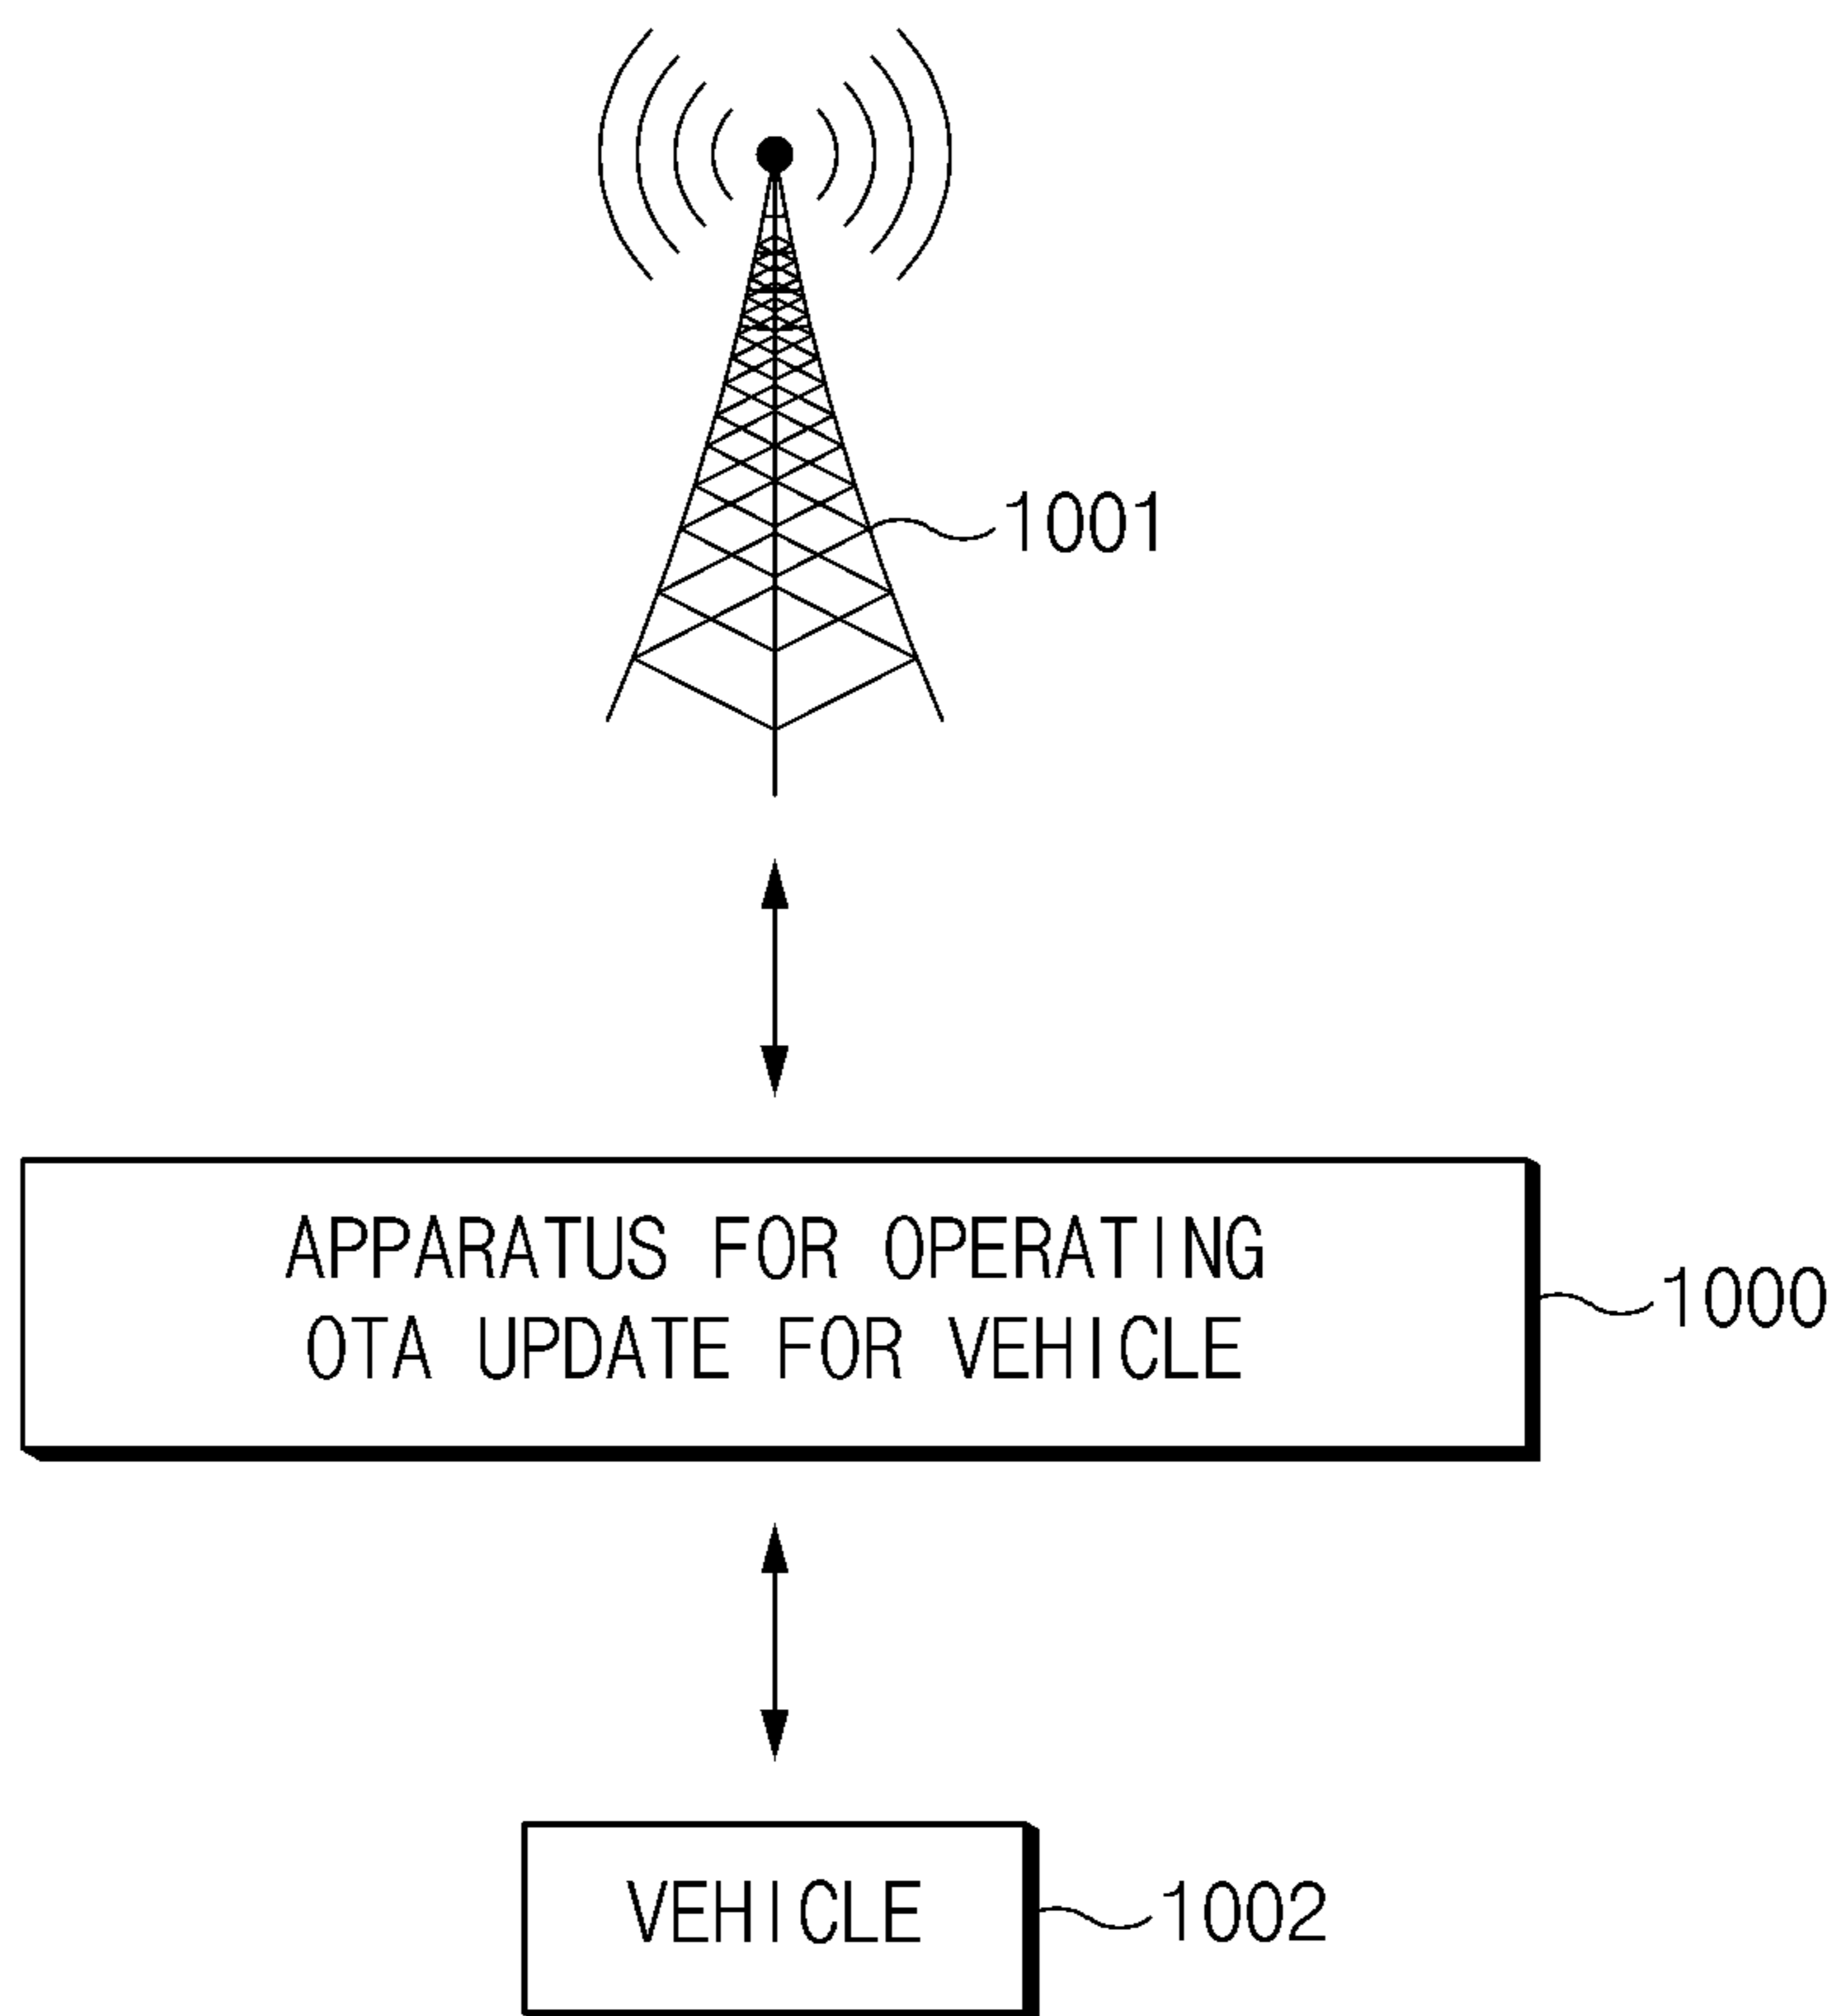 1001
APPARATUS FOR OPERATING
OTA UPDATE FOR VEHICLE
1000
VEHICLE
1002